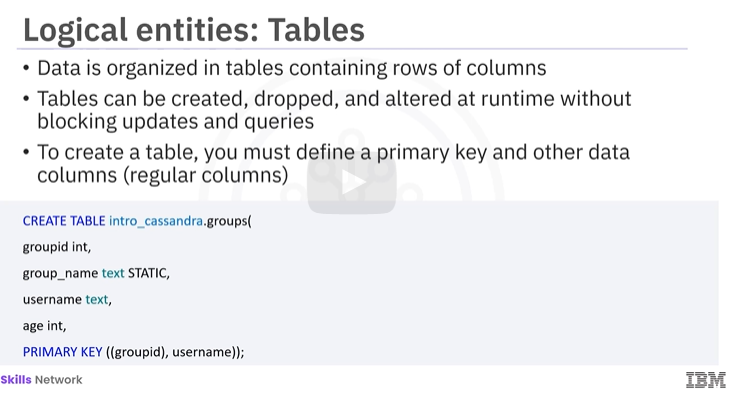 Logical entities: Tables
• Data is organized in tables containing rows of columns
• Tables can be created, dropped, and altered at runtime without
blocking updates and queries
• To create a table, you must define a primary key and other data
columns (regular columns)
CREATE TABLE intro_cassandra.groups(
groupid int,
group_name text STATIC,
username text,
age int,
PRIMARY KEY ((groupid), username));
Skills Network
IBM